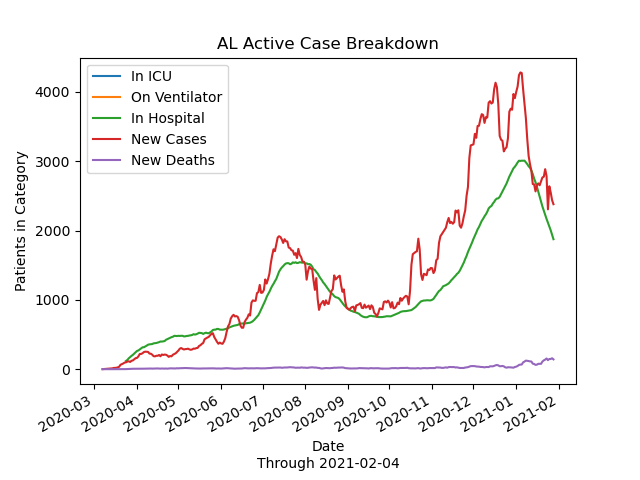 AL Active Case Breakdown
In ICU
On Ventilator
In Hospital
New Cases
New Deaths
Patients in Category
4000
3000
2000
1000
0
2020-03
2020-04
2020-05
2020-06
2020-07
2020-08
2020-09
2020-10
2020-11
2020-12
2021-01
2021-02
Date
Through 2021-02-04